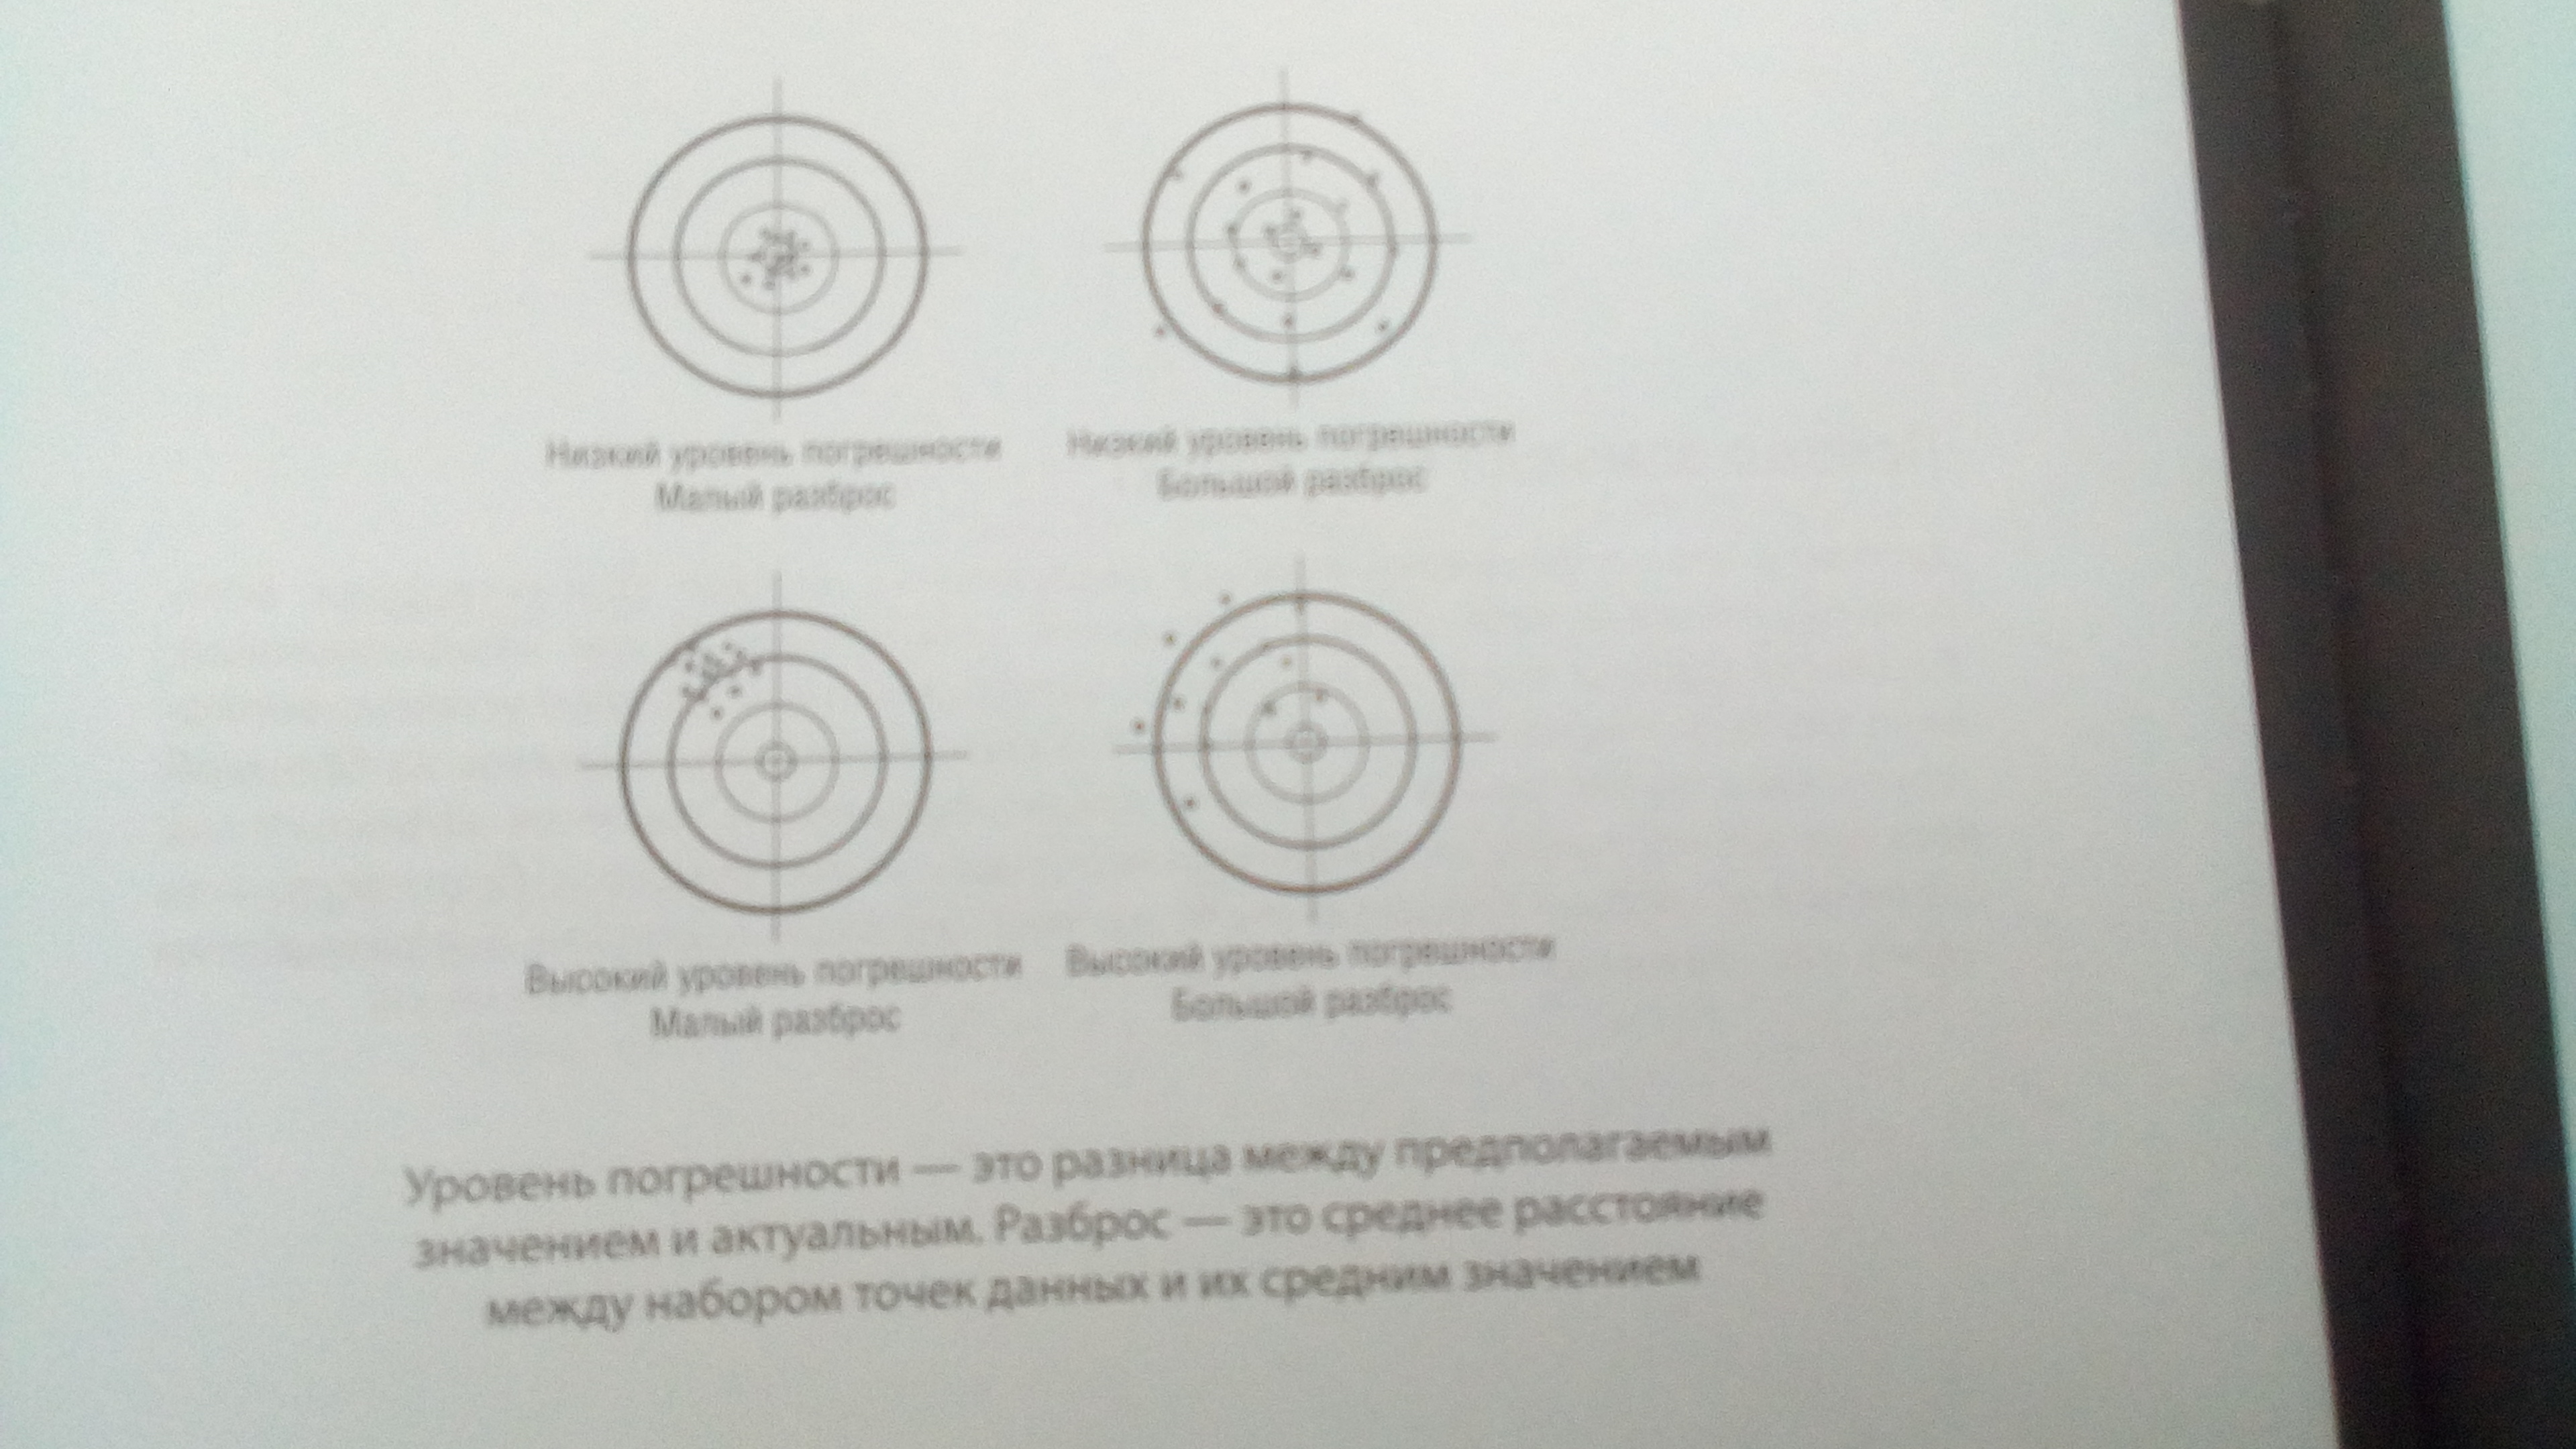 Низкий уровень погрешности
Малый разброс
Низкий уровень погрешности
Большой разброс
Высокий уровень погрешности
Малый разброс
Высокий уровень погрешности
Большой разброс
Уровень погрешности — это разница между предполагаемым
значением и актуальным. Разброс — это среднее расстояние
между набором точек данных и их средним значением